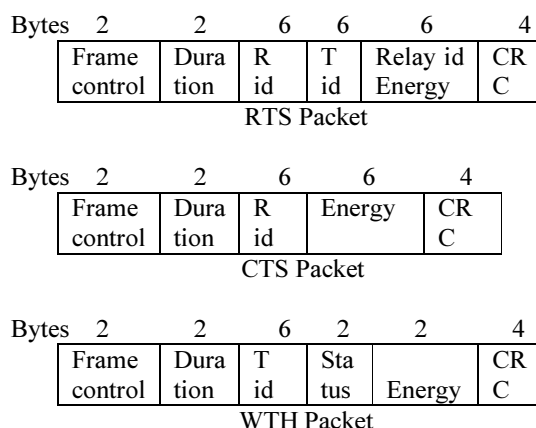 Bytes 2 2 6 6 6 4
Frame Dura R T Relay id CR
control tion id id Energy C
RTS Packet
Bytes 2 2 6 6 4
Frame Dura R Energy CR
control tion id C
CTS Packet
Bytes 2 2 6 2 2 4
Frame Dura T Sta CR
control tion id tus Energy C
WTH Packet